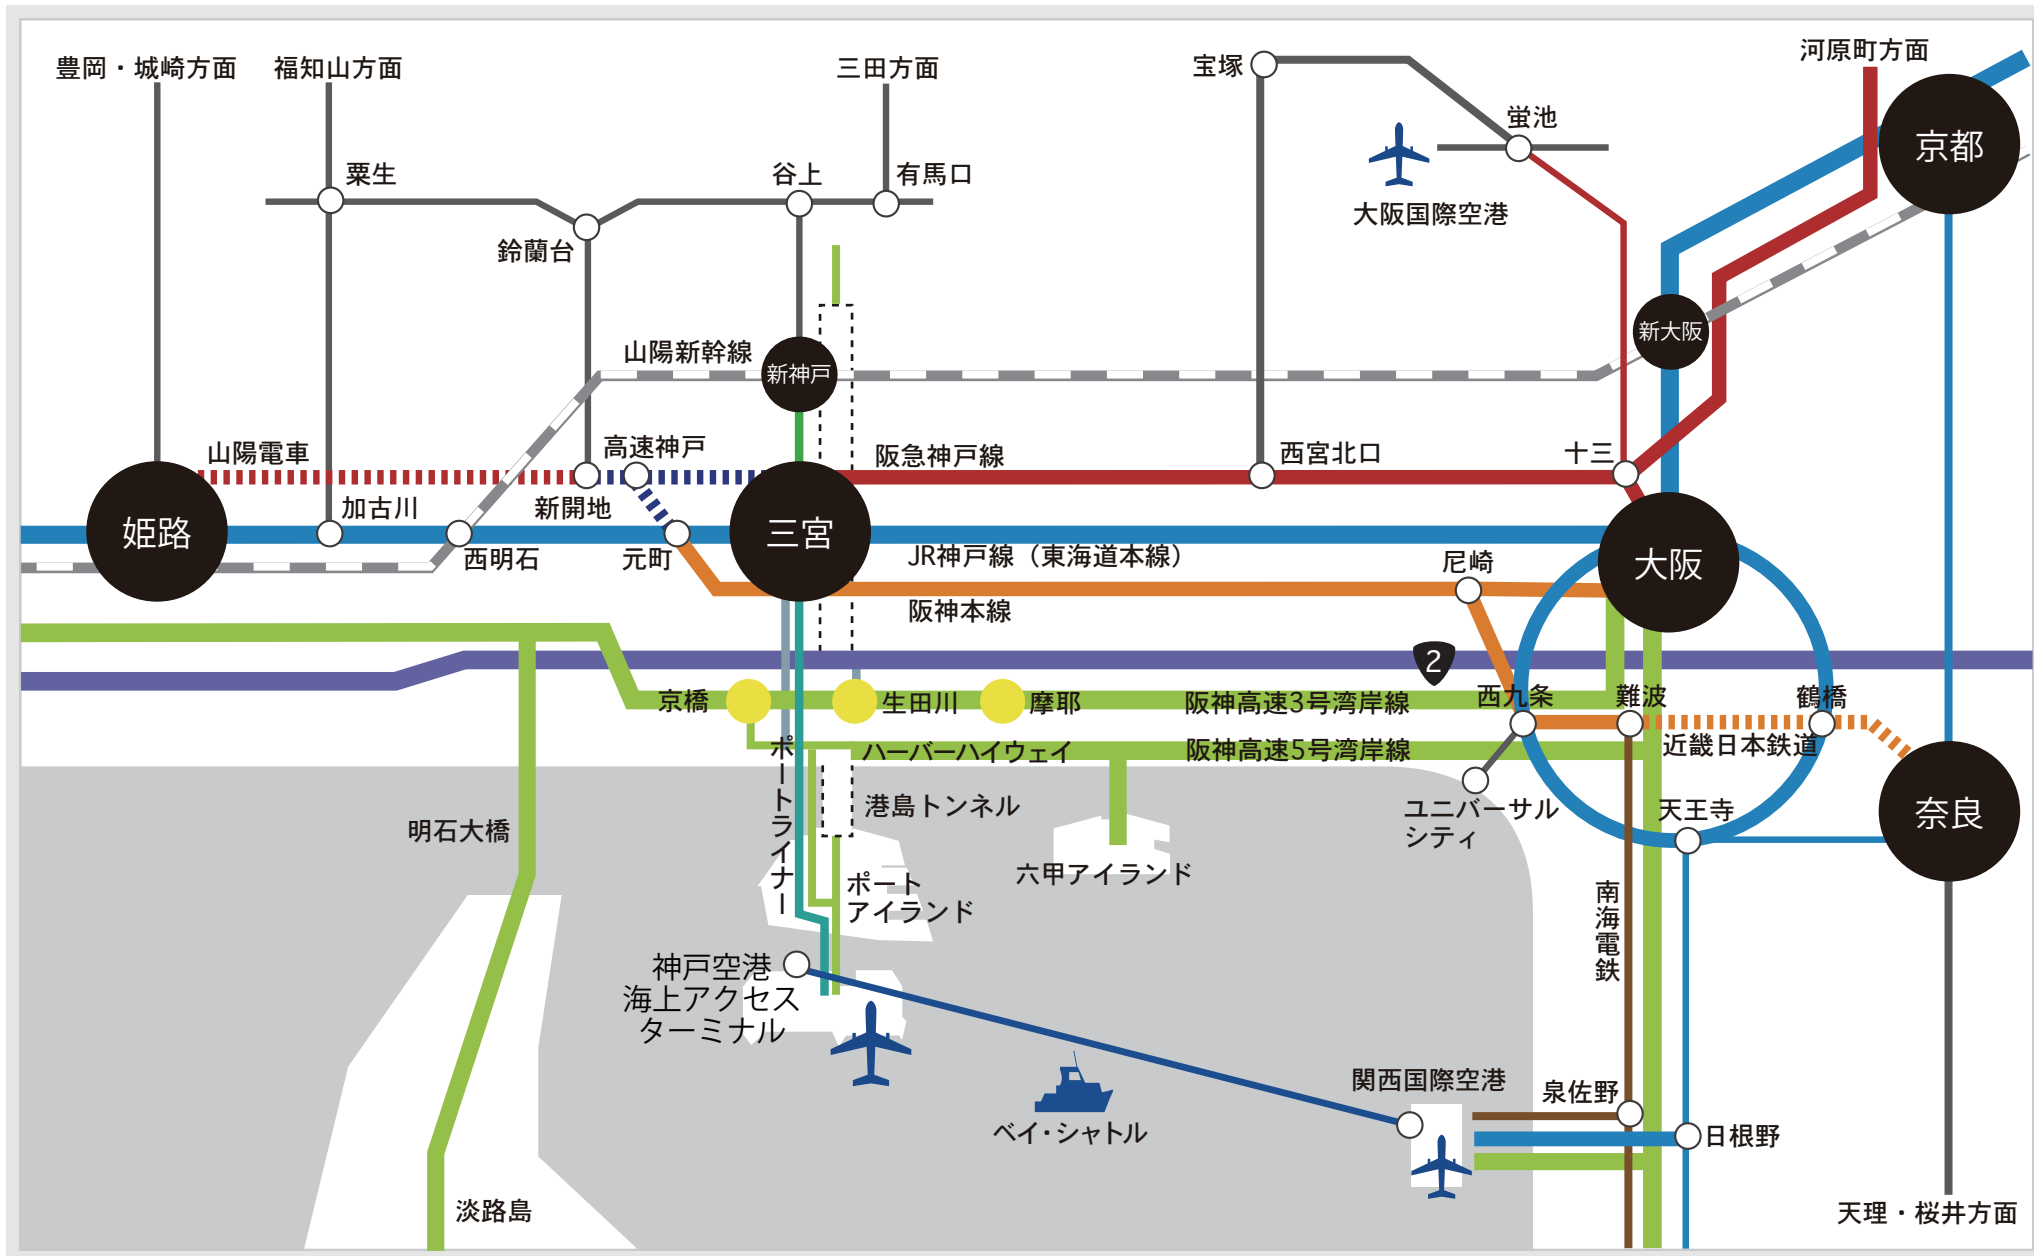 豊岡・城崎方面
福知山方面
三田方面
宝塚
河原町方面
蛍池
京都
粟生
谷上
有馬口
大阪国際空港
鈴蘭台
新大阪
山陽新幹線
新神戸
山陽電車
高速神戸
阪急神戸線
西宮北口
十三
加古川
新開地
姫路
三宮
西明石
元町
JR神戸線（東海道本線）
尼崎
大阪
阪神本線
2
京橋
生田川
摩耶
阪神高速3号湾岸線
西九条
難波
鶴橋
ポートライナー
ハーバーハイウェイ
阪神高速5号湾岸線
近畿日本鉄道
港島トンネル
ユニバーサル
シティ
天王寺
奈良
明石大橋
六甲アイランド
ポート
アイランド
南海電鉄
神戸空港
海上アクセス
ターミナル
関西国際空港
泉佐野
ベイ・シャトル
日根野
淡路島
天理・桜井方面